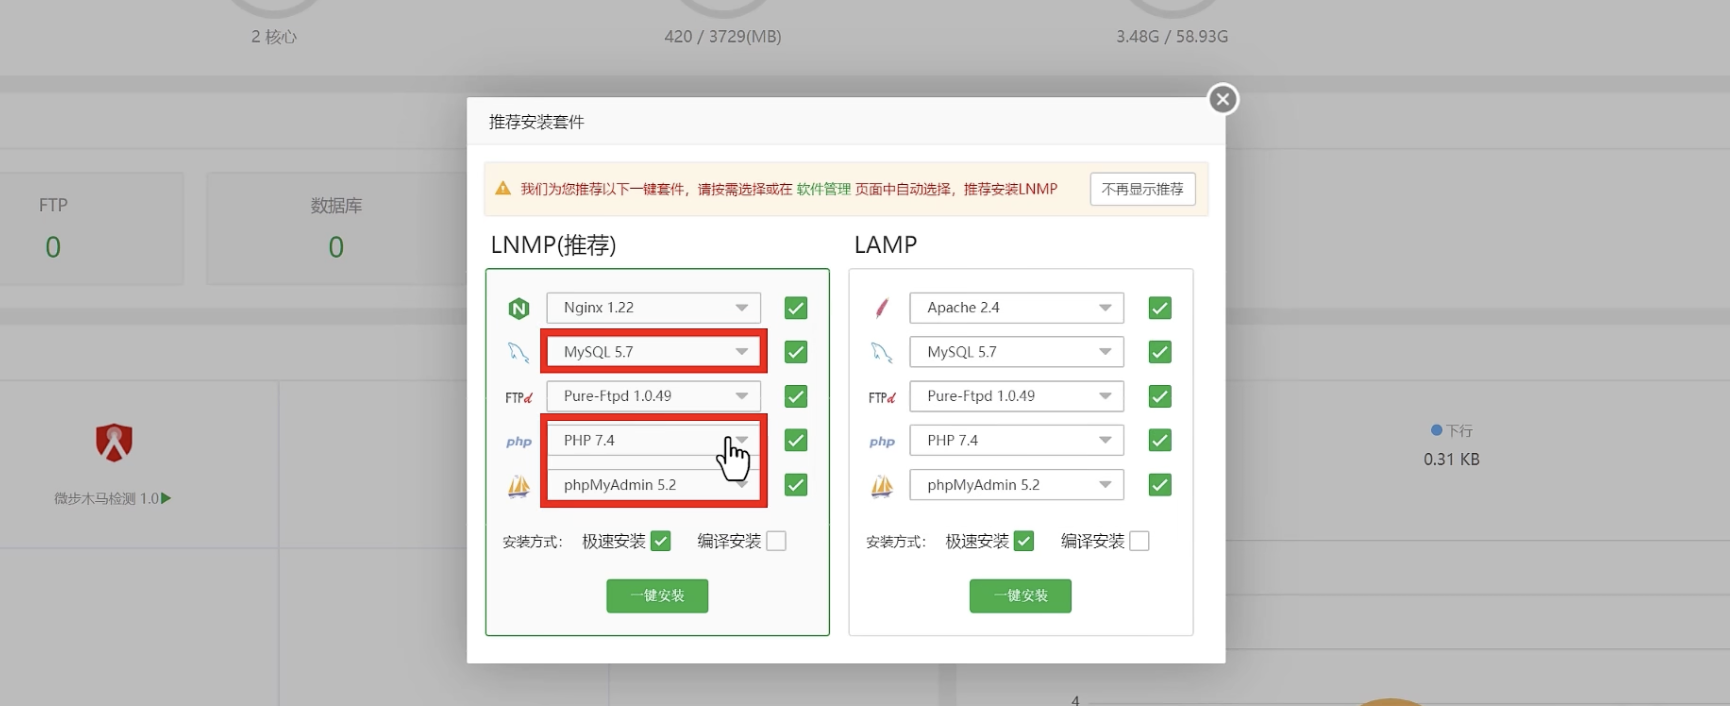 2 核心
420 / 3729(MB)
3.48G / 58.93G
推荐安装套件
我们为您推荐以下一键套件，请按需选择或在 软件管理 页面中自动选择，推荐安装LNMP
不再显示推荐
FTP
0
数据库
0
LNMP(推荐)
Nginx 1.22
MySQL 5.7
FTPd
Pure-Ftpd 1.0.49
php
PHP 7.4
phpMyAdmin 5.2
安装方式：
极速安装
编译安装
一键安装
LAMP
Apache 2.4
MySQL 5.7
FTPd
Pure-Ftpd 1.0.49
php
PHP 7.4
phpMyAdmin 5.2
安装方式：
极速安装
编译安装
一键安装
微步木马检测 1.0
下行
0.31 KB
4